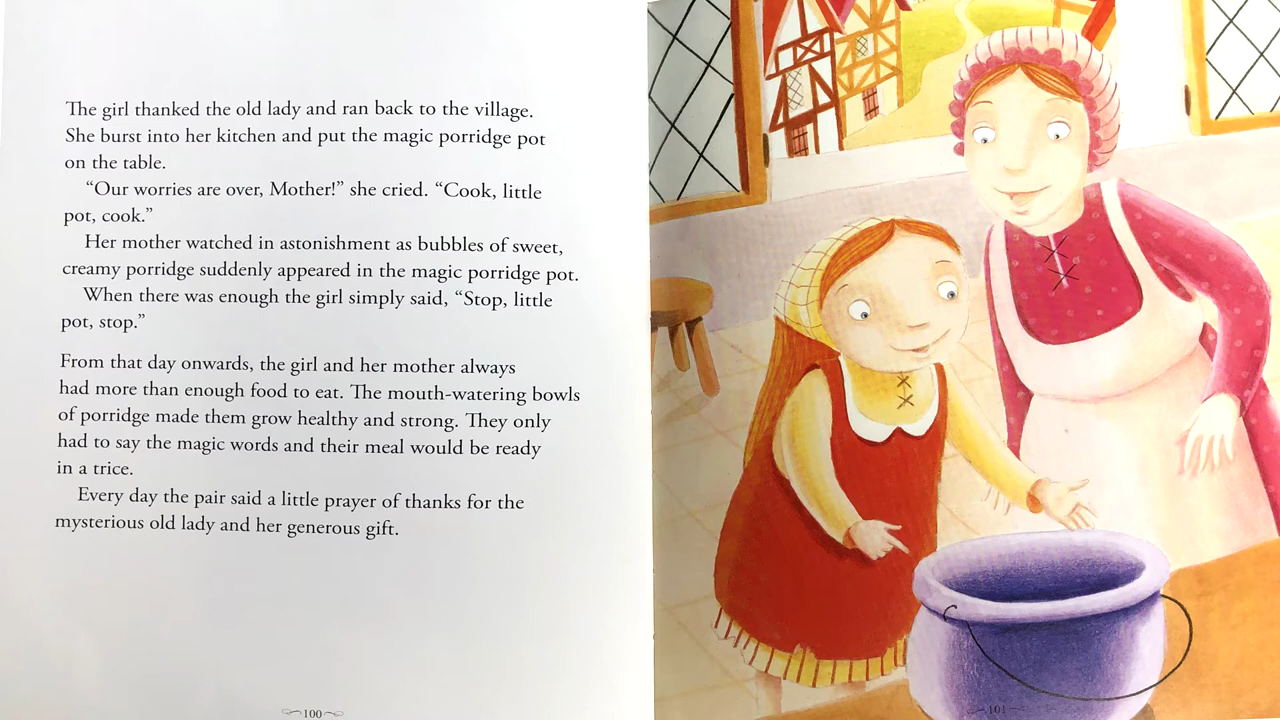 The girl thanked the old lady and ran back to the village.
She burst into her kitchen and put the magic porridge pot
on the table.
“Our worries are over, Mother!” she cried. “Cook, little
pot, cook.”
Her mother watched in astonishment as bubbles of sweet,
creamy porridge suddenly appeared in the magic porridge pot.
When there was enough the girl simply said, “Stop, little
pot, stop.”
From that day onwards, the girl and her mother always
had more than enough food to eat. The mouth-watering bowls
of porridge made them grow healthy and strong. They only
had to say the magic words and their meal would be ready
in a trice.
Every day the pair said a little prayer of thanks for the
mysterious old lady and her generous gift.
100
101